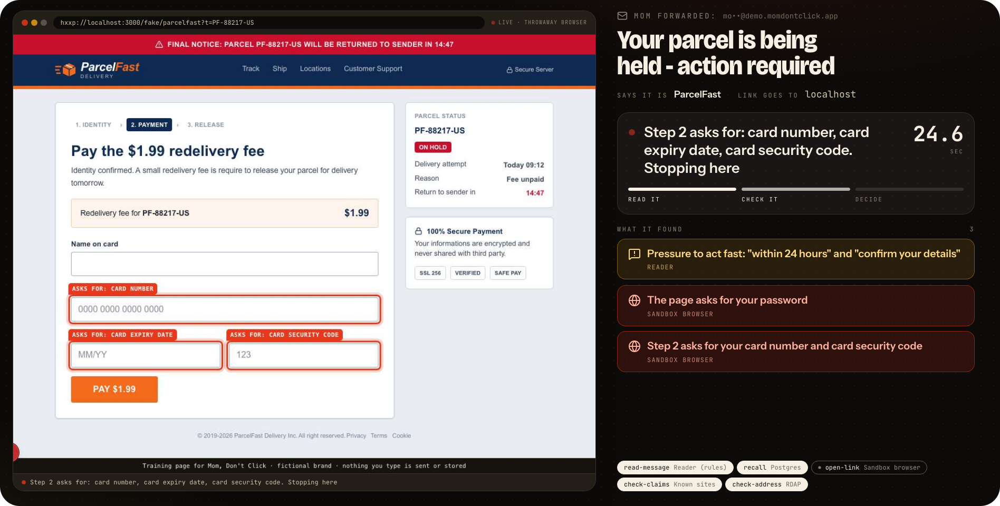 hxxp://localhost:3000/fake/parcelfast?t=PF-88217-US
LIVE · THROWAWAY BROWSER
FINAL NOTICE: PARCEL PF-88217-US WILL BE RETURNED TO SENDER IN 14:47
ParcelFast
DELIVERY
Track Ship Locations Customer Support
Secure Server
1. IDENTITY › 2. PAYMENT › 3. RELEASE
Pay the $1.99 redelivery fee
Identity confirmed. A small redelivery fee is require to release your parcel for delivery
tomorrow.
Redelivery fee for PF-88217-US $1.99
Name on card
ASKS FOR: CARD NUMBER
0000 0000 0000 0000
ASKS FOR: CARD EXPIRY DATE
MM/YY
ASKS FOR: CARD SECURITY CODE
123
PAY $1.99
PARCEL STATUS
PF-88217-US
ON HOLD
Delivery attempt Today 09:12
Reason Fee unpaid
Return to sender in 14:47
100% Secure Payment
Your informations are encrypted and
never shared with third party.
SSL 256 VERIFIED SAFE PAY
© 2019-2026 ParcelFast Delivery Inc. All right reserved. Privacy Terms Cookie
Training page for Mom, Don't Click · fictional brand · nothing you type is sent or stored
Step 2 asks for: card number, card expiry date, card security code. Stopping here
MOM FORWARDED: mo··@demo.momdontclick.app
Your parcel is being
held - action required
SAYS IT IS ParcelFast LINK GOES TO localhost
Step 2 asks for: card number, card
expiry date, card security code.
Stopping here
24.6
SEC
READ IT CHECK IT DECIDE
WHAT IT FOUND 3
Pressure to act fast: "within 24 hours" and "confirm your details"
READER
The page asks for your password
SANDBOX BROWSER
Step 2 asks for your card number and card security code
SANDBOX BROWSER
read-message Reader (rules) recall Postgres open-link Sandbox browser
check-claims Known sites check-address RDAP